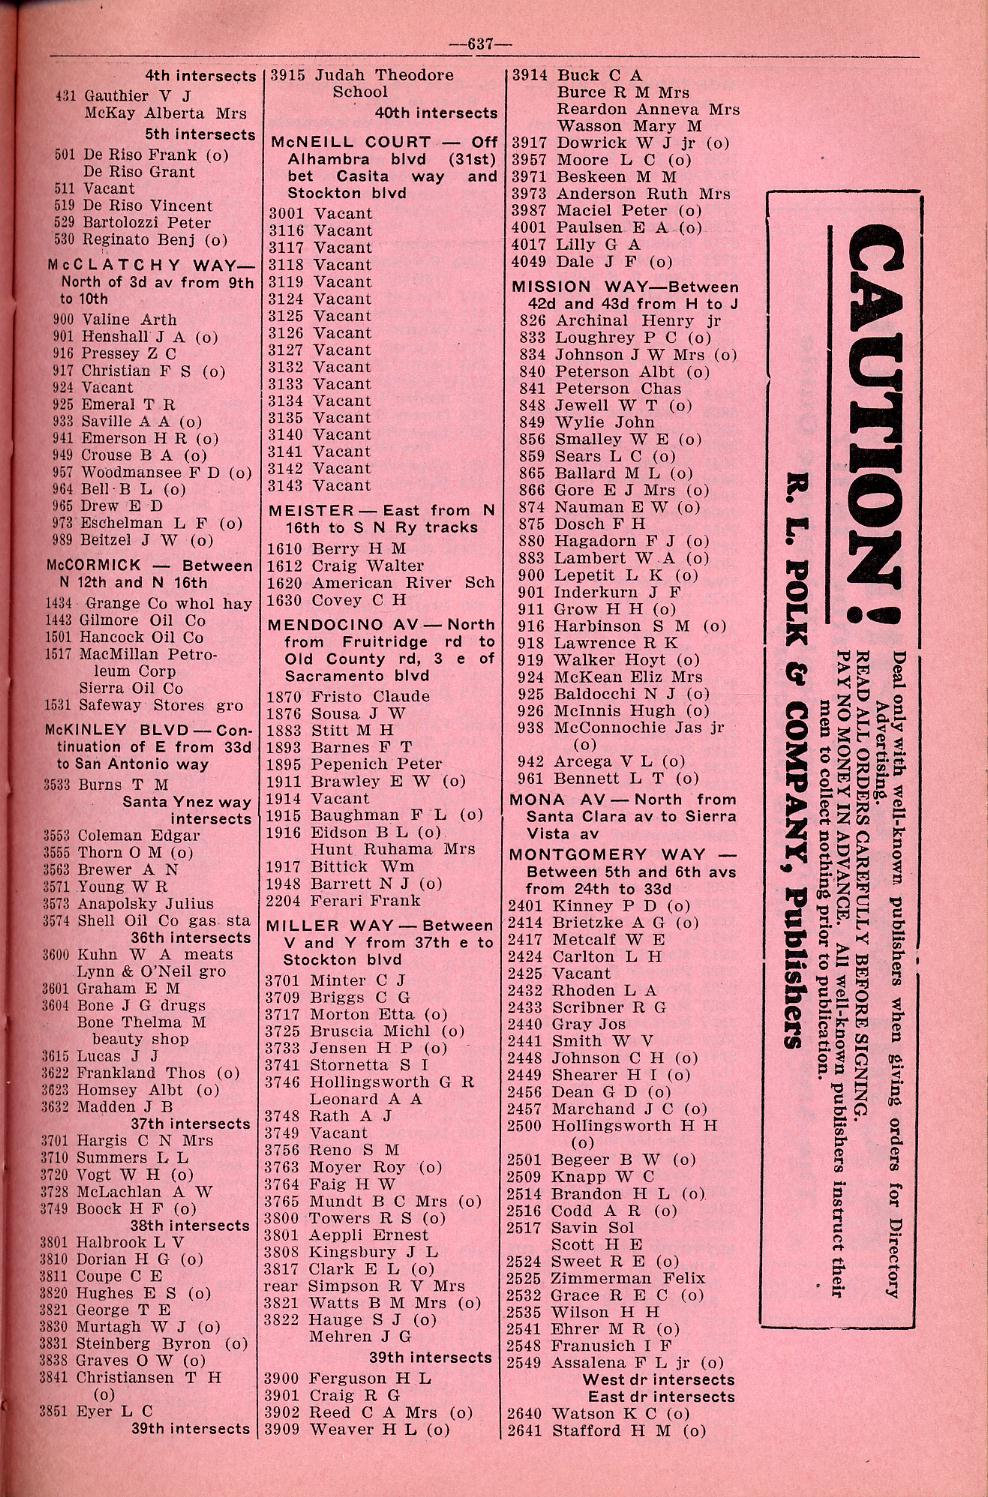 —637—
4th intersects
431 Gauthier V J
McKay Alberta Mrs
5th intersects
501 De Riso Frank (o)
De Riso Grant
511 Vacant
519 De Riso Vincent
529 Bartolozzi Peter
530 Reginato Benj (o)
McCLATCHY WAY—
North of 3d av from 9th
to 10th
900 Valine Arth
901 Henshall J A (o)
916 Pressey Z C
917 Christian F S (o)
924 Vacant
925 Emeral T R
933 Saville A A (o)
941 Emerson H R (o)
949 Crouse B A (o)
957 Woodmansee F D (o)
964 Bell B L (o)
965 Drew E D
973 Eschelman L F (o)
989 Beitzel J W (o)
McCORMICK — Between
N 12th and N 16th
1434 Grange Co whol hay
1443 Gilmore Oil Co
1501 Hancock Oil Co
1517 MacMillan Petro-
leum Corp
Sierra Oil Co
1531 Safeway Stores gro
McKINLEY BLVD — Con-
tinuation of E from 33d
to San Antonio way
3533 Burns T M
Santa Ynez way
intersects
3553 Coleman Edgar
3555 Thorn O M (o)
3563 Brewer A N
3571 Young W R
3573 Anapolsky Julius
3574 Shell Oil Co gas sta
36th intersects
3600 Kuhn W A meats
Lynn & O'Neil gro
3601 Graham E M
3604 Bone J G drugs
Bone Thelma M
beauty shop
3615 Lucas J J
3622 Frankland Thos (o)
3623 Homsey Albt (o)
3632 Madden J B
37th intersects
3701 Hargis C N Mrs
3710 Summers L L
3720 Vogt W H (o)
3728 McLachlan A W
3749 Boock H F (o)
38th intersects
3801 Halbrook L V
3810 Dorian H G (o)
3811 Coupe C E
3820 Hughes E S (o)
3821 George T E
3830 Murtagh W J (o)
3831 Steinberg Byron (o)
3838 Graves O W (o)
3841 Christiansen T H
(o)
3851 Eyer L C
39th intersects
3915 Judah Theodore
School
40th intersects
McNEILL COURT — Off
Alhambra blvd (31st)
bet Casita way and
Stockton blvd
3001 Vacant
3116 Vacant
3117 Vacant
3118 Vacant
3119 Vacant
3124 Vacant
3125 Vacant
3126 Vacant
3127 Vacant
3132 Vacant
3133 Vacant
3134 Vacant
3135 Vacant
3140 Vacant
3141 Vacant
3142 Vacant
3143 Vacant
MEISTER — East from N
16th to S N Ry tracks
1610 Berry H M
1612 Craig Walter
1620 American River Sch
1630 Covey C H
MENDOCINO AV — North
from Fruitridge rd to
Old County rd, 3 e of
Sacramento blvd
1870 Fristo Claude
1876 Sousa J W
1883 Stitt M H
1893 Barnes F T
1895 Pepenich Peter
1911 Brawley E W (o)
1914 Vacant
1915 Baughman F L (o)
1916 Eidson B L (o)
Hunt Ruhama Mrs
1917 Bittick Wm
1948 Barrett N J (o)
2204 Ferari Frank
MILLER WAY — Between
V and Y from 37th e to
Stockton blvd
3701 Minter C J
3709 Briggs C G
3717 Morton Etta (o)
3725 Bruscia Michl (o)
3733 Jensen H P (o)
3741 Stornetta S I
3746 Hollingsworth G R
Leonard A A
3748 Rath A J
3749 Vacant
3756 Reno S M
3763 Moyer Roy (o)
3764 Faig H W
3765 Mundt B C Mrs (o)
3800 Towers R S (o)
3801 Aeppli Ernest
3808 Kingsbury J L
3817 Clark E L (o)
rear Simpson R V Mrs
3821 Watts B M Mrs (o)
3822 Hauge S J (o)
Mehren J G
39th intersects
3900 Ferguson H L
3901 Craig R G
3902 Reed C A Mrs (o)
3909 Weaver H L (o)
3914 Buck C A
Burce R M Mrs
Reardon Anneva Mrs
Wasson Mary M
3917 Dowrick W J jr (o)
3957 Moore L C (o)
3971 Beskeen M M
3973 Anderson Ruth Mrs
3987 Maciel Peter (o)
4001 Paulsen E A (o)
4017 Lilly G A
4049 Dale J F (o)
MISSION WAY—Between
42d and 43d from H to J
826 Archinal Henry jr
833 Loughrey P C (o)
834 Johnson J W Mrs (o)
840 Peterson Albt (o)
841 Peterson Chas
848 Jewell W T (o)
849 Wylie John
856 Smalley W E (o)
859 Sears L C (o)
865 Ballard M L (o)
866 Gore E J Mrs (o)
874 Nauman E W (o)
875 Dosch F H
880 Hagadorn F J (o)
883 Lambert W A (o)
900 Lepetit L K (o)
901 Inderkurn J F
911 Grow H H (o)
916 Harbinson S M (o)
918 Lawrence R K
919 Walker Hoyt (o)
924 McKean Eliz Mrs
925 Baldocchi N J (o)
926 McInnis Hugh (o)
938 McConnochie Jas jr
(o)
942 Arcega V L (o)
961 Bennett L T (o)
MONA AV — North from
Santa Clara av to Sierra
Vista av
MONTGOMERY WAY —
Between 5th and 6th avs
from 24th to 33d
2401 Kinney P D (o)
2414 Brietzke A G (o)
2417 Metcalf W E
2424 Carlton L H
2425 Vacant
2432 Rhoden L A
2433 Scribner R G
2440 Gray Jos
2441 Smith W V
2448 Johnson C H (o)
2449 Shearer H I (o)
2456 Dean G D (o)
2457 Marchand J C (o)
2500 Hollingsworth H H
(o)
2501 Begeer B W (o)
2509 Knapp W C
2514 Brandon H L (o)
2516 Codd A R (o)
2517 Savin Sol
Scott H E
2524 Sweet R E (o)
2525 Zimmerman Felix
2532 Grace R E C (o)
2535 Wilson H H
2541 Ehrer M R (o)
2548 Franusich I F
2549 Assalena F L jr (o)
West dr intersects
East dr intersects
2640 Watson K C (o)
2641 Stafford H M (o)
CAUTION!
Deal only with well-known publishers when giving orders for Directory
Advertising.
READ ALL ORDERS CAREFULLY BEFORE SIGNING.
PAY NO MONEY IN ADVANCE. All well-known publishers instruct their
men to collect nothing prior to publication.
R. L. POLK & COMPANY, Publishers